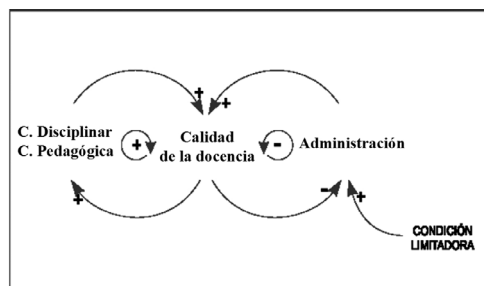 +
+
C. Disciplinar
C. Pedagógica
+
Calidad
de la docencia
-
Administración
+
-
+
CONDICIÓN
LIMITADORA